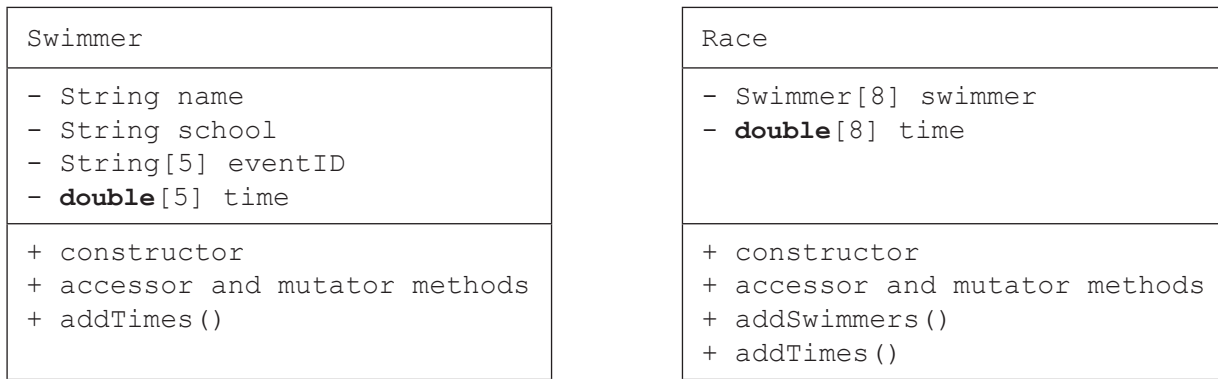 Swimmer
- String name
- String school
- String[5] eventID
- double[5] time
+ constructor
+ accessor and mutator methods
+ addTimes()
Race
- Swimmer[8] swimmer
- double[8] time
+ constructor
+ accessor and mutator methods
+ addSwimmers()
+ addTimes()